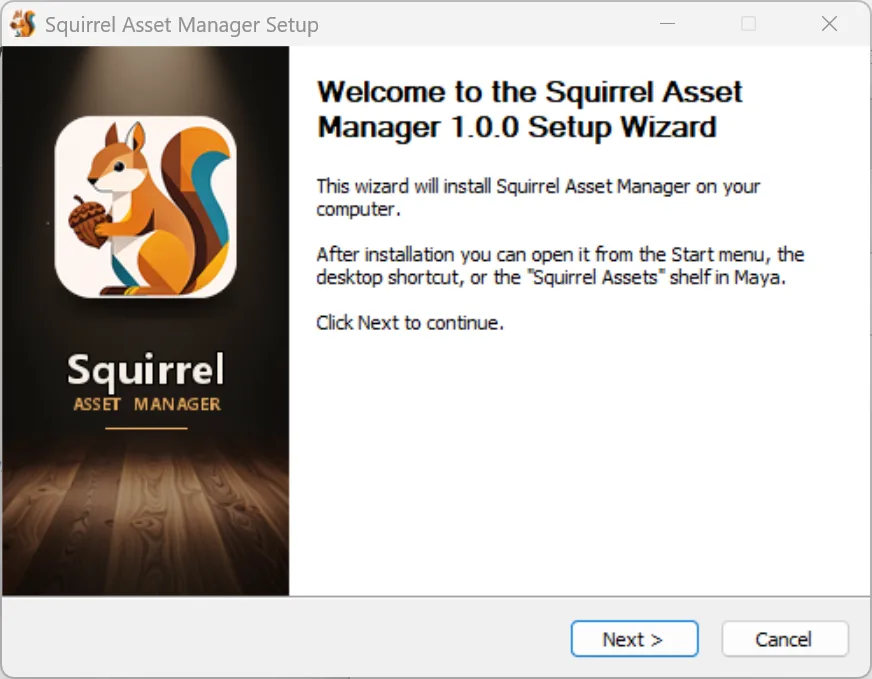 Squirrel Asset Manager Setup
Squirrel
ASSET MANAGER
Welcome to the Squirrel Asset
Manager 1.0.0 Setup Wizard
This wizard will install Squirrel Asset Manager on your
computer.
After installation you can open it from the Start menu, the
desktop shortcut, or the "Squirrel Assets" shelf in Maya.
Click Next to continue.
Next >
Cancel